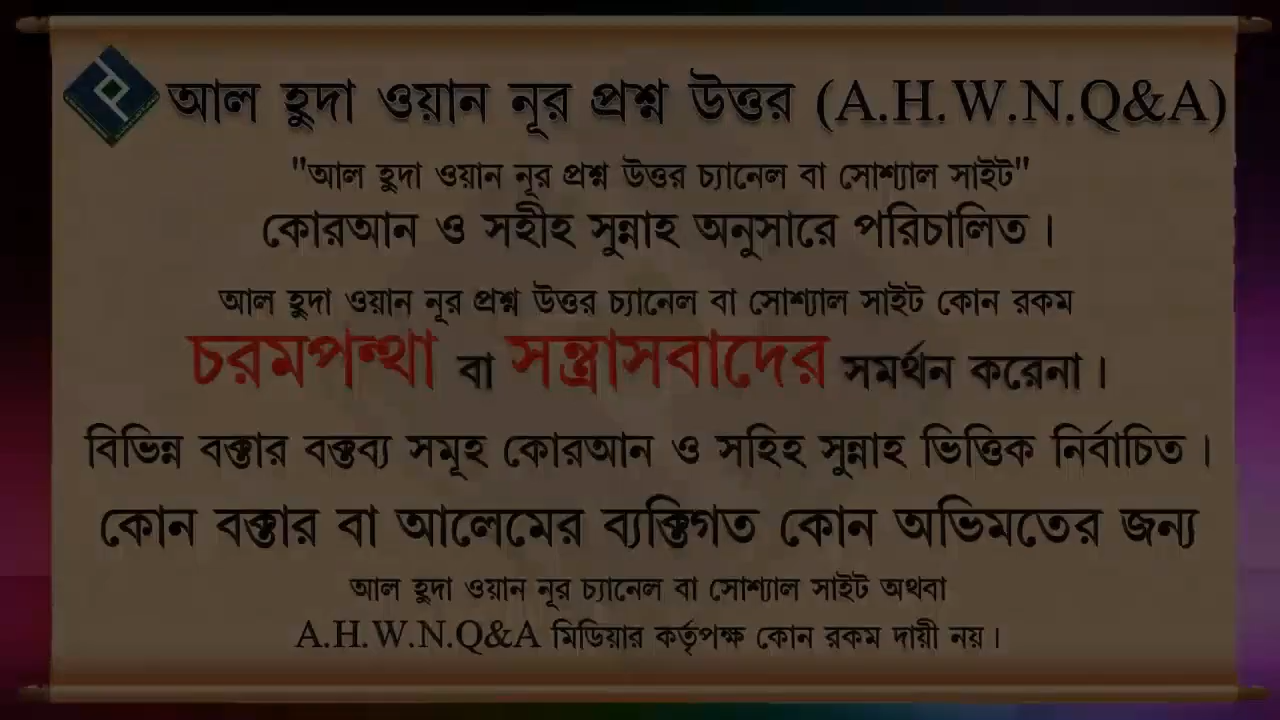 আল হুদা ওয়ান নূর প্রশ্ন উত্তর (A.H.W.N.Q&A)
"আল হুদা ওয়ান নূর প্রশ্ন উত্তর চ্যানেল বা সোশ্যাল সাইট"
কোরআন ও সহীহ সুন্নাহ অনুসারে পরিচালিত।
আল হুদা ওয়ান নূর প্রশ্ন উত্তর চ্যানেল বা সোশ্যাল সাইট কোন রকম
চরমপন্থা বা সন্ত্রাসবাদের সমর্থন করেনা।
বিভিন্ন বক্তার বক্তব্য সমূহ কোরআন ও সহিহ সুন্নাহ ভিত্তিক নির্বাচিত।
কোন বক্তার বা আলেমের ব্যক্তিগত কোন অভিমতের জন্য
আল হুদা ওয়ান নূর চ্যানেল বা সোশ্যাল সাইট অথবা
A.H.W.N.Q&A মিডিয়ার কর্তৃপক্ষ কোন রকম দায়ী নয়।